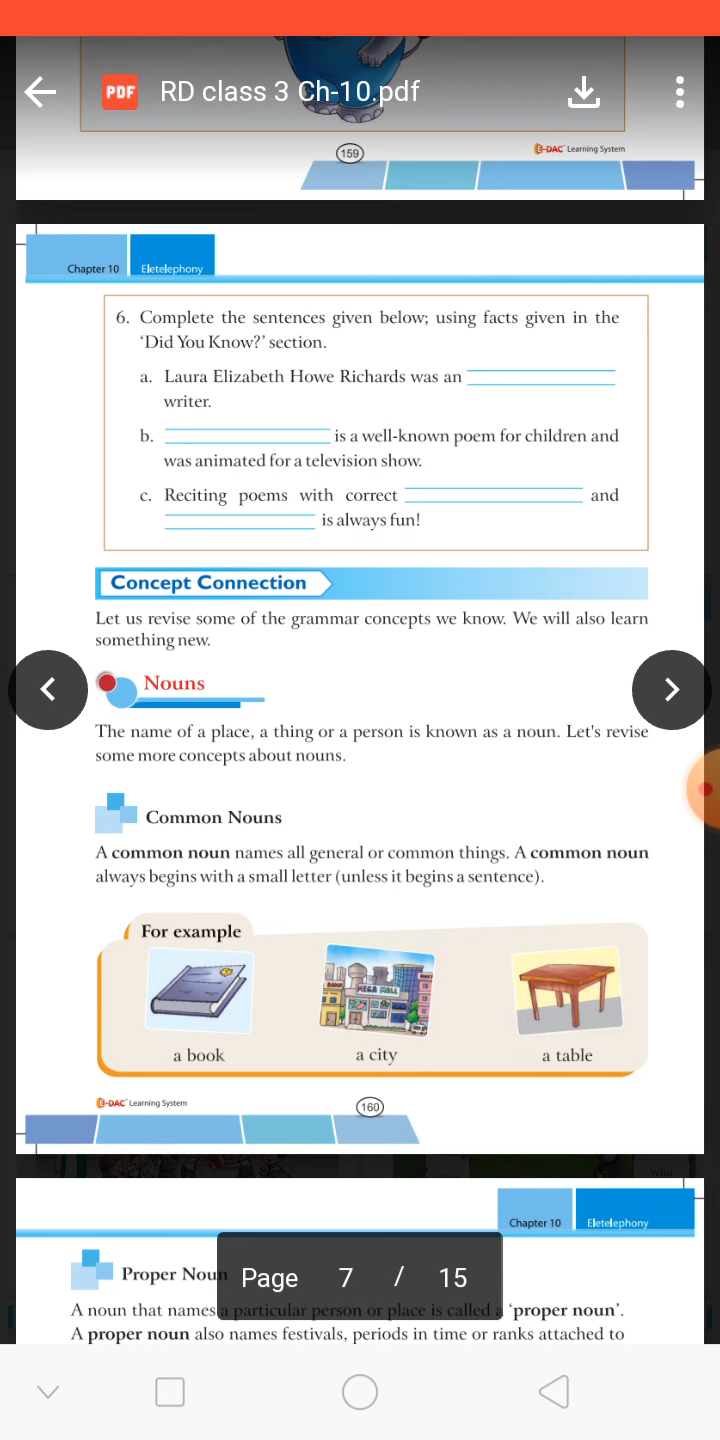 PDF RD class 3 Ch-10.pdf
159
E-DAC Learning System
Chapter 10 Eletelephony
6. Complete the sentences given below; using facts given in the
‘Did You Know?’ section.
a. Laura Elizabeth Howe Richards was an
writer.
b. is a well-known poem for children and
was animated for a television show.
c. Reciting poems with correct and
is always fun!
Concept Connection
Let us revise some of the grammar concepts we know. We will also learn
something new.
Nouns
The name of a place, a thing or a person is known as a noun. Let's revise
some more concepts about nouns.
Common Nouns
A common noun names all general or common things. A common noun
always begins with a small letter (unless it begins a sentence).
For example
MEGA MALL
a book a city a table
E-DAC Learning System
160
Chapter 10 Eletelephony
Proper Noun
Page 7 / 15
A noun that names a particular person or place is called a ‘proper noun’.
A proper noun also names festivals, periods in time or ranks attached to